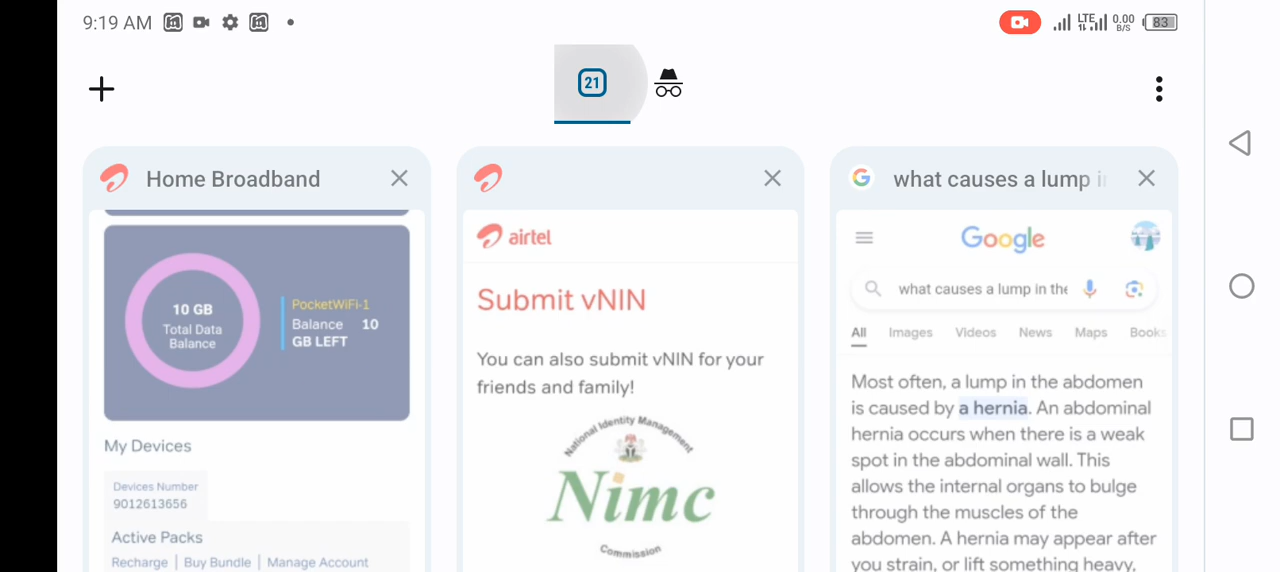 9:19 AM
LTE
0.00
B/S
83
21
Home Broadband
10 GB
Total Data
Balance
PocketWiFi-1
Balance 10
GB LEFT
My Devices
Devices Number
9012613656
Active Packs
Recharge | Buy Bundle | Manage Account
airtel
Submit vNIN
You can also submit vNIN for your
friends and family!
National Identity Management
Nimc
Commission
what causes a lump i
Google
what causes a lump in the
All Images Videos News Maps Books
Most often, a lump in the abdomen
is caused by a hernia. An abdominal
hernia occurs when there is a weak
spot in the abdominal wall. This
allows the internal organs to bulge
through the muscles of the
abdomen. A hernia may appear after
you strain, or lift something heavy,